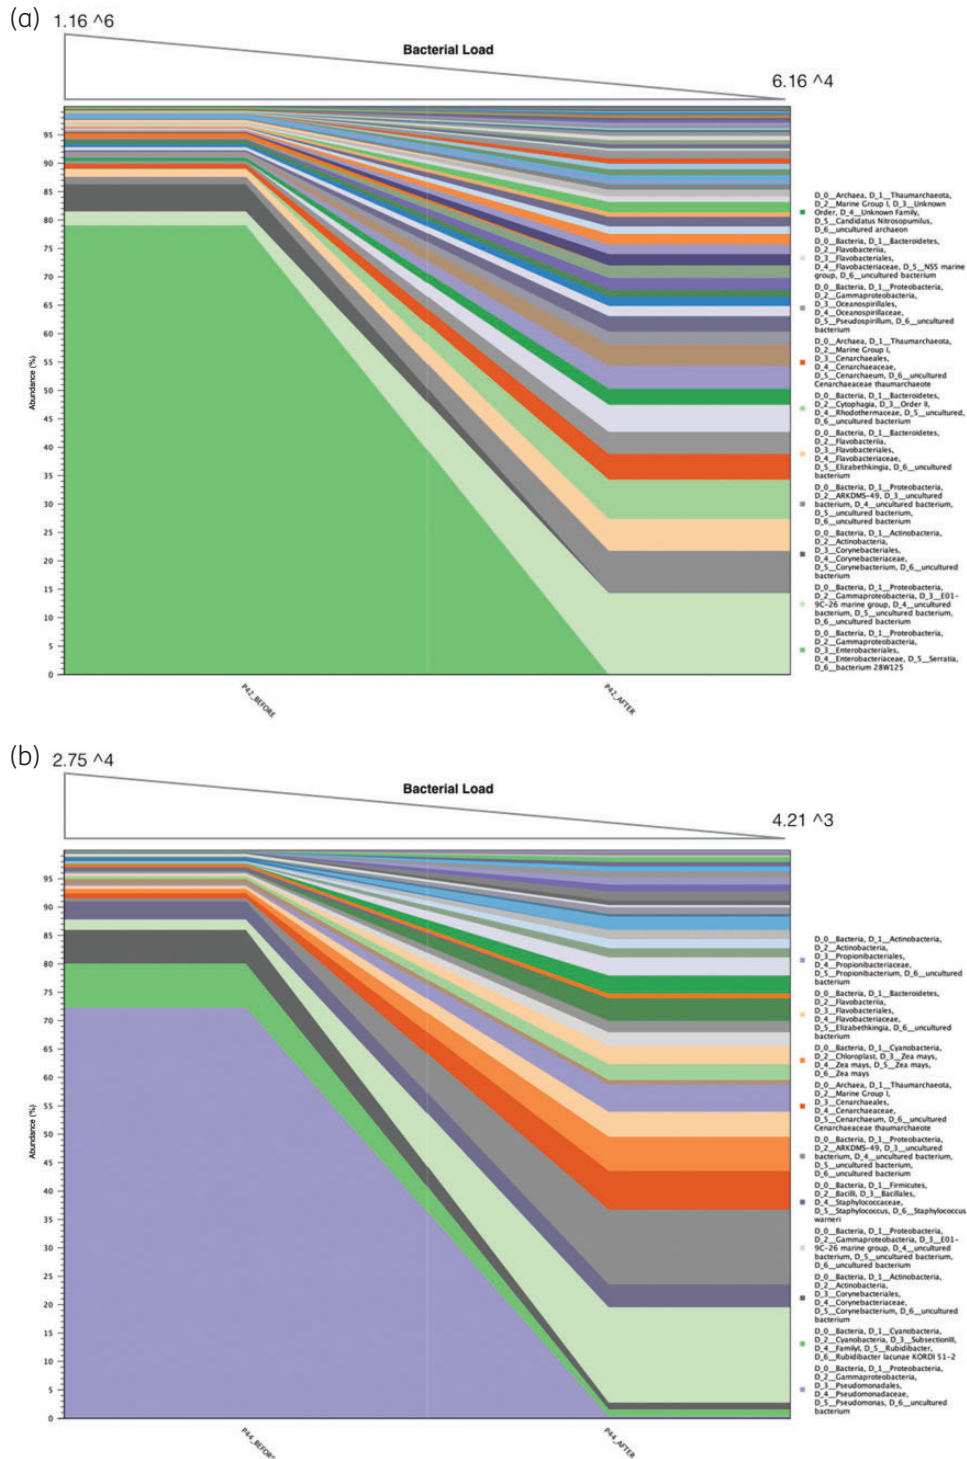 (a)
1.16 ^6
Bacterial Load
6.16 ^4
95
90
85
80
75
70
65
60
55
50
45
40
35
30
25
20
15
10
5
0
Abundance (%)
P42_BEFORE
P42_AFTER
D_0__Archaea, D_1__Thaumarchaeota,
D_2__Marine Group I, D_3__Unknown
Order, D_4__Unknown Family,
D_5__Candidatus Nitrosopumilus,
D_6__uncultured archaeon
D_0__Bacteria, D_1__Bacteroidetes,
D_2__Flavobacteriia,
D_3__Flavobacteriales,
D_4__Flavobacteriaceae, D_5__NS5 marine
group, D_6__uncultured bacterium
D_0__Bacteria, D_1__Proteobacteria,
D_2__Gammaproteobacteria,
D_3__Oceanospirillales,
D_4__Oceanospirillaceae,
D_5__Pseudospirillum, D_6__uncultured
bacterium
D_0__Archaea, D_1__Thaumarchaeota,
D_2__Marine Group I,
D_3__Cenarchaeales,
D_4__Cenarchaeaceae,
D_5__Cenarchaeum, D_6__uncultured
Cenarchaeaceae thaumarchaeote
D_0__Bacteria, D_1__Bacteroidetes,
D_2__Cytophagia, D_3__Order II,
D_4__Rhodothermaceae, D_5__uncultured,
D_6__uncultured bacterium
D_0__Bacteria, D_1__Bacteroidetes,
D_2__Flavobacteriia,
D_3__Flavobacteriales,
D_4__Flavobacteriaceae,
D_5__Elizabethkingia, D_6__uncultured
bacterium
D_0__Bacteria, D_1__Proteobacteria,
D_2__ARKDMS-49, D_3__uncultured
bacterium, D_4__uncultured bacterium,
D_5__uncultured bacterium,
D_6__uncultured bacterium
D_0__Bacteria, D_1__Actinobacteria,
D_2__Actinobacteria,
D_3__Corynebacteriales,
D_4__Corynebacteriaceae,
D_5__Corynebacterium, D_6__uncultured
bacterium
D_0__Bacteria, D_1__Proteobacteria,
D_2__Gammaproteobacteria, D_3__E01-
9C-26 marine group, D_4__uncultured
bacterium, D_5__uncultured bacterium,
D_6__uncultured bacterium
D_0__Bacteria, D_1__Proteobacteria,
D_2__Gammaproteobacteria,
D_3__Enterobacteriales,
D_4__Enterobacteriaceae, D_5__Serratia,
D_6__bacterium 28W125
(b)
2.75 ^4
Bacterial Load
4.21 ^3
95
90
85
80
75
70
65
60
55
50
45
40
35
30
25
20
15
10
5
0
Abundance (%)
P44_BEFORE
P44_AFTER
D_0__Bacteria, D_1__Actinobacteria,
D_2__Actinobacteria,
D_3__Propionibacteriales,
D_4__Propionibacteriaceae,
D_5__Propionibacterium, D_6__uncultured
bacterium
D_0__Bacteria, D_1__Bacteroidetes,
D_2__Flavobacteriia,
D_3__Flavobacteriales,
D_4__Flavobacteriaceae,
D_5__Elizabethkingia, D_6__uncultured
bacterium
D_0__Bacteria, D_1__Cyanobacteria,
D_2__Chloroplast, D_3__Zea mays,
D_4__Zea mays, D_5__Zea mays,
D_6__Zea mays
D_0__Archaea, D_1__Thaumarchaeota,
D_2__Marine Group I,
D_3__Cenarchaeales,
D_4__Cenarchaeaceae,
D_5__Cenarchaeum, D_6__uncultured
Cenarchaeaceae thaumarchaeote
D_0__Bacteria, D_1__Proteobacteria,
D_2__ARKDMS-49, D_3__uncultured
bacterium, D_4__uncultured bacterium,
D_5__uncultured bacterium,
D_6__uncultured bacterium
D_0__Bacteria, D_1__Firmicutes,
D_2__Bacilli, D_3__Bacillales,
D_4__Staphylococcaceae,
D_5__Staphylococcus, D_6__Staphylococcus
warneri
D_0__Bacteria, D_1__Proteobacteria,
D_2__Gammaproteobacteria, D_3__E01-
9C-26 marine group, D_4__uncultured
bacterium, D_5__uncultured bacterium,
D_6__uncultured bacterium
D_0__Bacteria, D_1__Actinobacteria,
D_2__Actinobacteria,
D_3__Corynebacteriales,
D_4__Corynebacteriaceae,
D_5__Corynebacterium, D_6__uncultured
bacterium
D_0__Bacteria, D_1__Cyanobacteria,
D_2__Cyanobacteria, D_3__SubsectionIII,
D_4__FamilyI, D_5__Rubidibacter,
D_6__Rubidibacter lacunae KORDI 51-2
D_0__Bacteria, D_1__Proteobacteria,
D_2__Gammaproteobacteria,
D_3__Pseudomonadales,
D_4__Pseudomonadaceae,
D_5__Pseudomonas, D_6__uncultured
bacterium